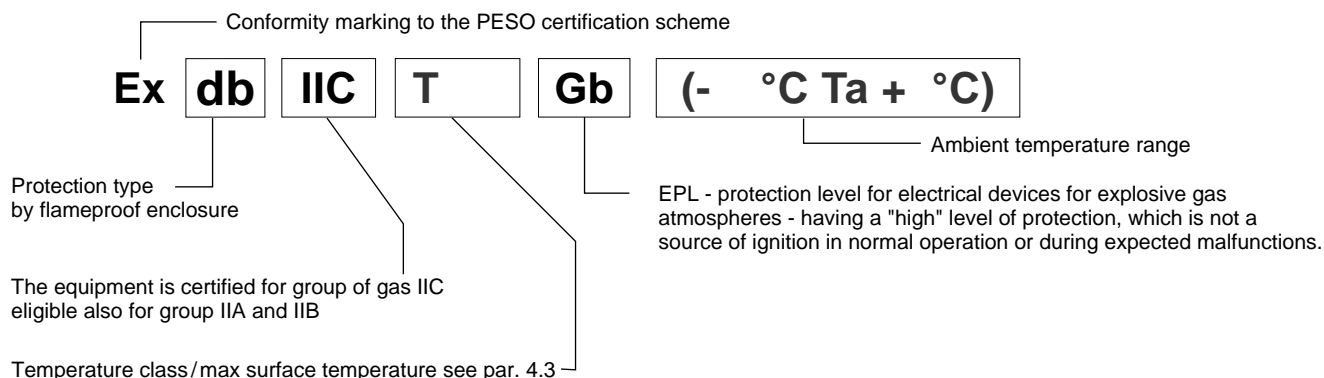 Conformity marking to the PESO certification scheme
Ex db IIC T Gb (- °C Ta + °C)
Ambient temperature range
Protection type
by flameproof enclosure
EPL - protection level for electrical devices for explosive gas
atmospheres - having a "high" level of protection, which is not a
source of ignition in normal operation or during expected malfunctions.
The equipment is certified for group of gas IIC
eligible also for group IIA and IIB
Temperature class/max surface temperature see par. 4.3